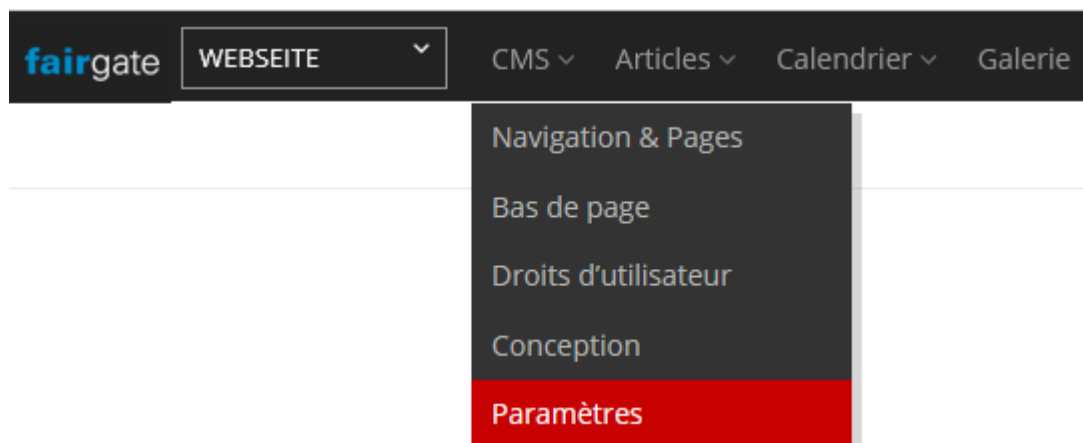 fairgate WEBSEITE CMS Articles Calendrier Galerie
Navigation & Pages
Bas de page
Droits d’utilisateur
Conception
Paramètres